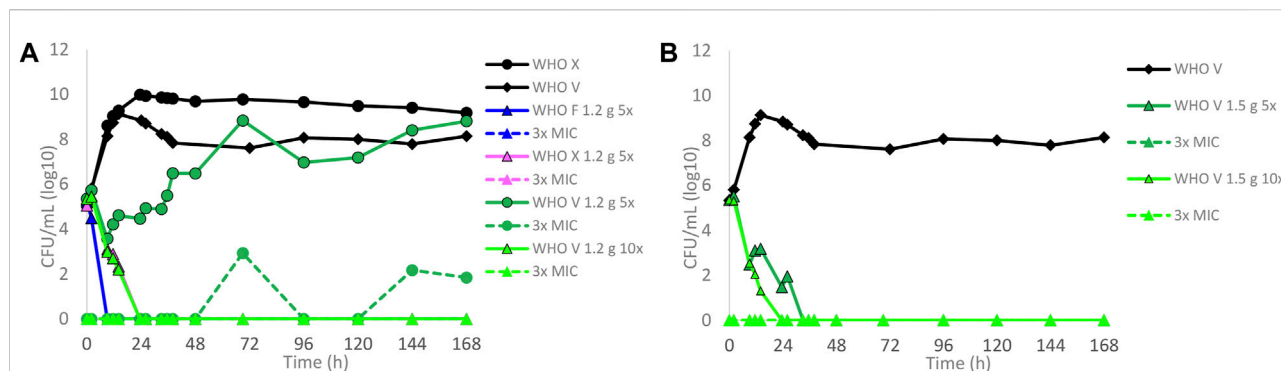 A
CFU/mL (log10)
12
10
8
6
4
2
0
0 24 48 72 96 120 144 168
Time (h)
WHO X
WHO V
WHO F 1.2 g 5x
3x MIC
WHO X 1.2 g 5x
3x MIC
WHO V 1.2 g 5x
3x MIC
WHO V 1.2 g 10x
3x MIC
B
CFU/mL (log10)
12
10
8
6
4
2
0
0 24 48 72 96 120 144 168
Time (h)
WHO V
WHO V 1.5 g 5x
3x MIC
WHO V 1.5 g 10x
3x MIC